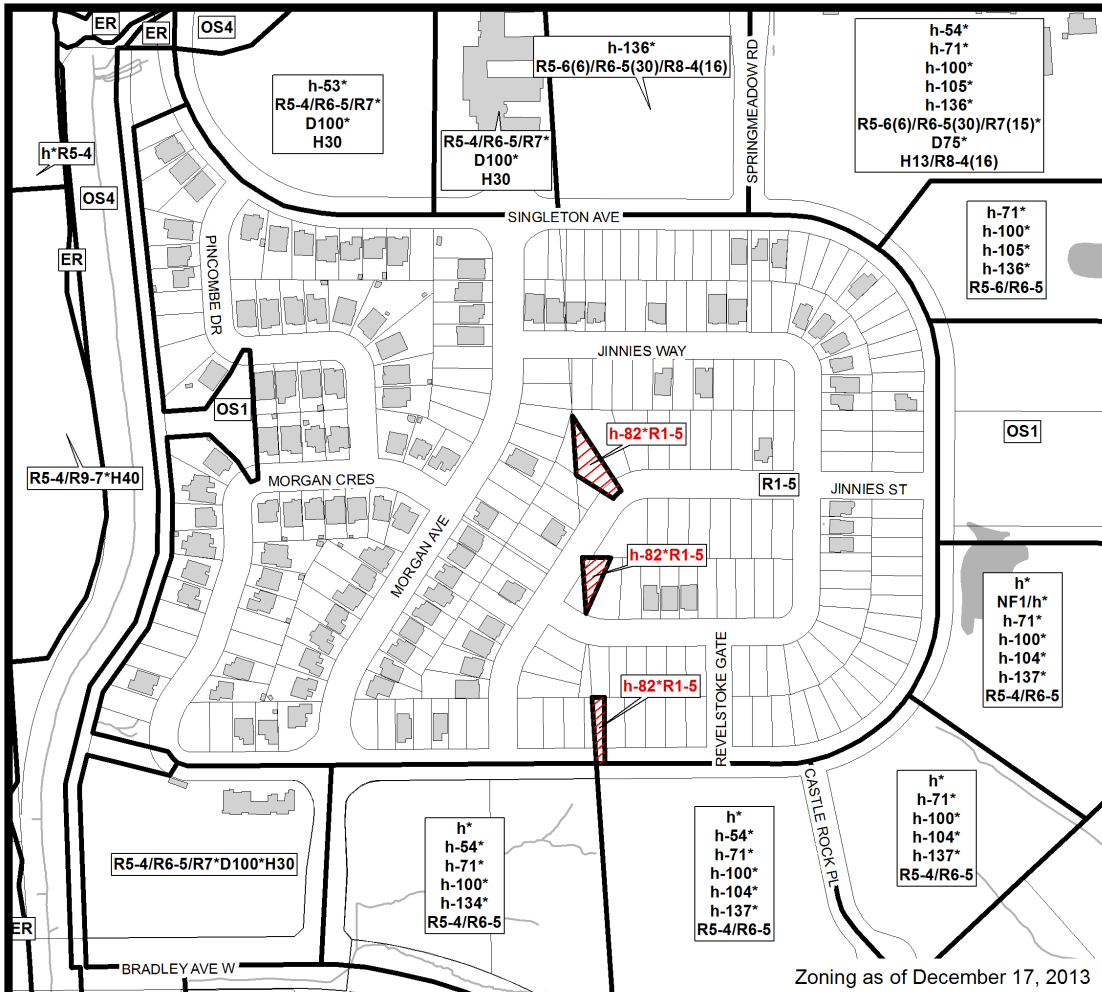 ER
ER
OS4
h-53*
R5-4/R6-5/R7*
D100*
H30
R5-4/R6-5/R7*
D100*
H30
h-136*
R5-6(6)/R6-5(30)/R8-4(16)
SPRINGMEADOW RD
h-54*
h-71*
h-100*
h-105*
h-136*
R5-6(6)/R6-5(30)/R7(15)*
D75*
H13/R8-4(16)
h*R5-4
OS4
ER
SINGLETON AVE
h-71*
h-100*
h-105*
h-136*
R5-6/R6-5
PINCOMBE DR
JINNIES WAY
OS1
h-82*R1-5
OS1
R5-4/R9-7*H40
MORGAN CRES
R1-5
JINNIES ST
MORGAN AVE
h-82*R1-5
h*
NF1/h*
h-71*
h-100*
h-104*
h-137*
R5-4/R6-5
h-82*R1-5
REVELSTOKE GATE
CASTLE ROCK PL
h*
h-71*
h-100*
h-104*
h-137*
R5-4/R6-5
R5-4/R6-5/R7*D100*H30
h*
h-54*
h-71*
h-100*
h-134*
R5-4/R6-5
h*
h-54*
h-71*
h-100*
h-104*
h-137*
R5-4/R6-5
ER
BRADLEY AVE W
Zoning as of December 17, 2013